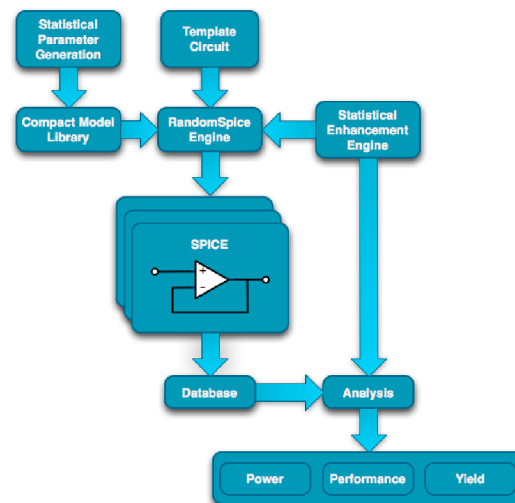 Statistical
Parameter
Generation
Template
Circuit
Compact Model
Library
RandomSpice
Engine
Statistical
Enhancement
Engine
SPICE
+
−
Database
Analysis
Power
Performance
Yield